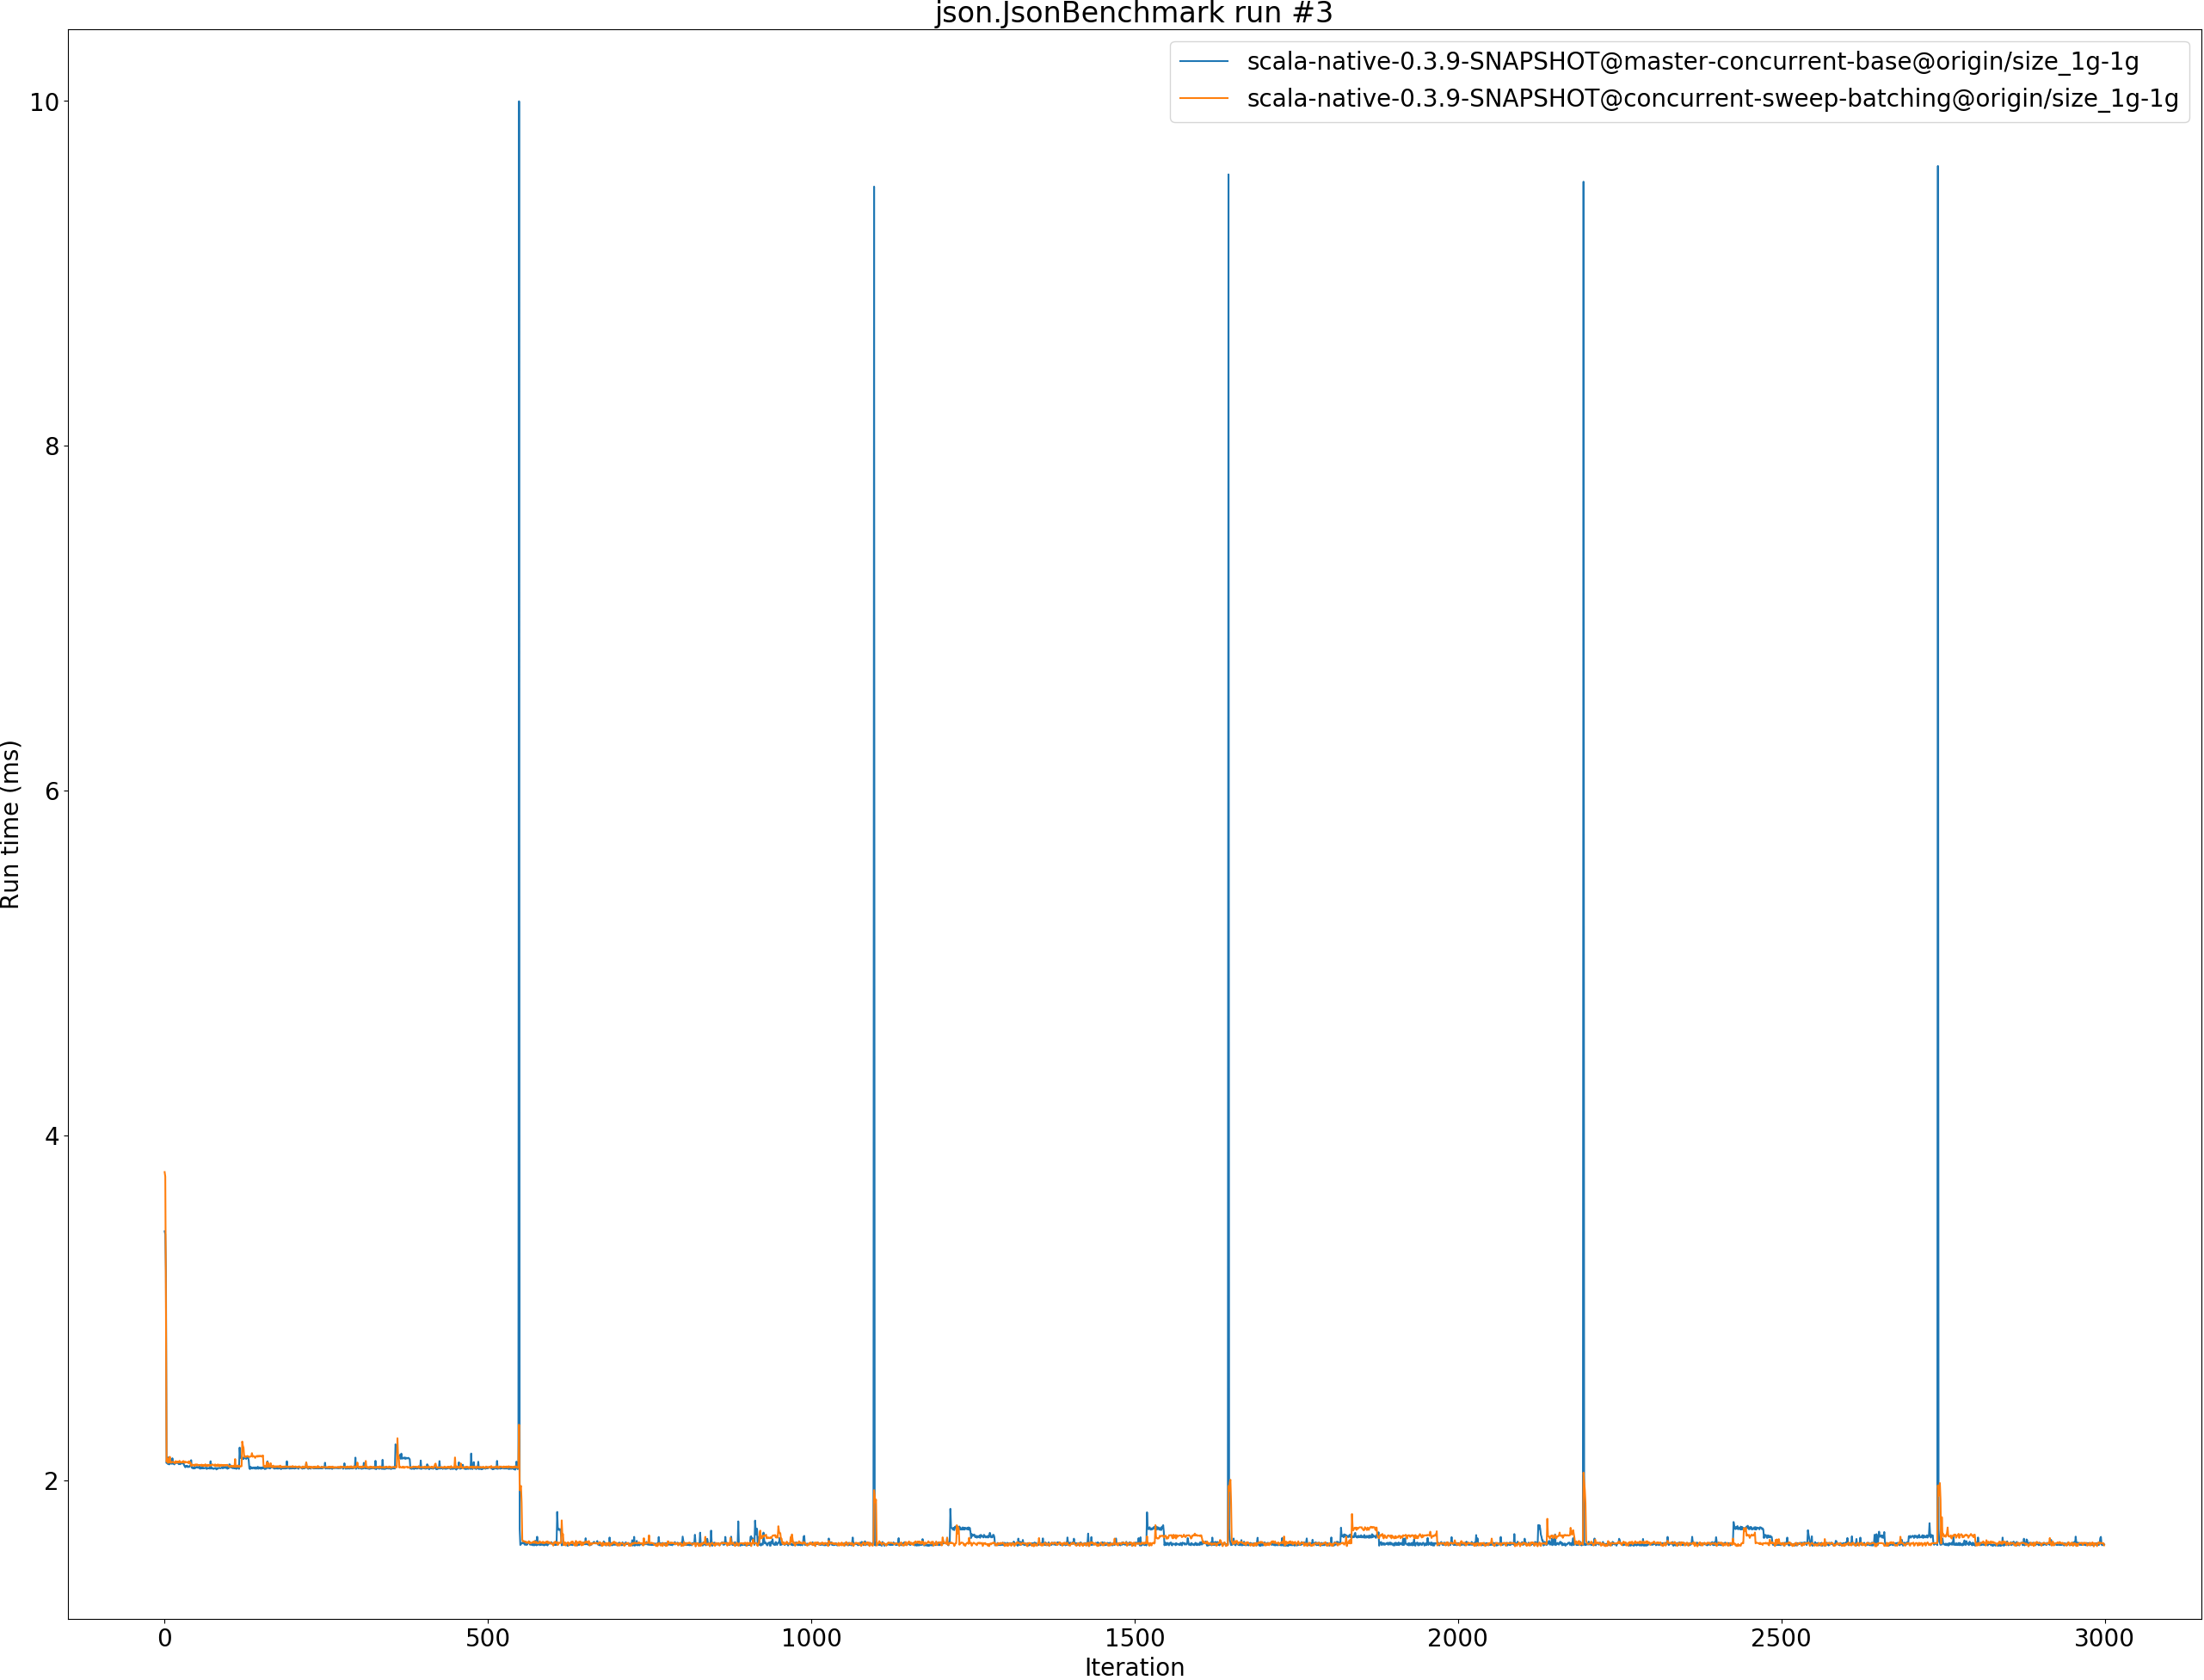 json.JsonBenchmark run #3
scala-native-0.3.9-SNAPSHOT@master-concurrent-base@origin/size_1g-1g
scala-native-0.3.9-SNAPSHOT@concurrent-sweep-batching@origin/size_1g-1g
10
8
6
4
2
Run time (ms)
0 500 1000 1500 2000 2500 3000
Iteration